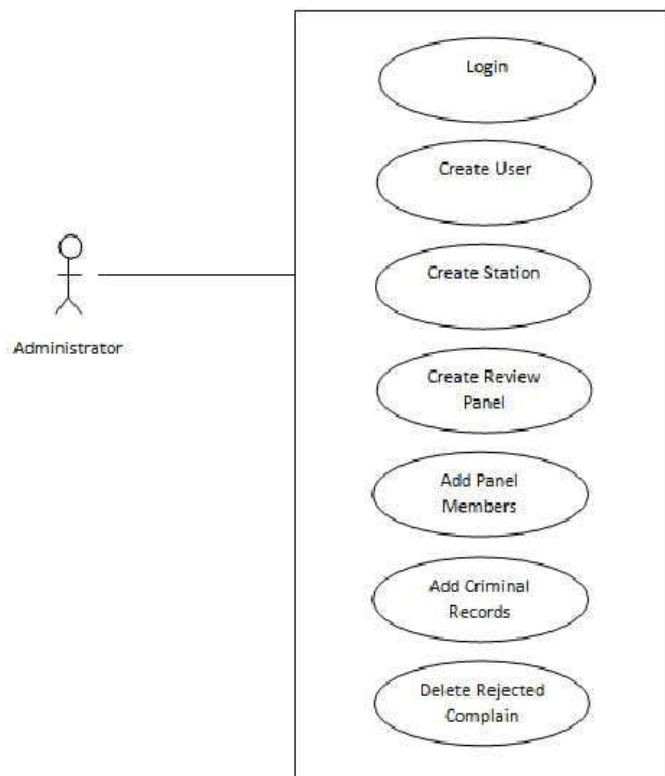 Login
Create User
Create Station
Administrator
Create Review
Panel
Add Panel
Members
Add Criminal
Records
Delete Rejected
Complain